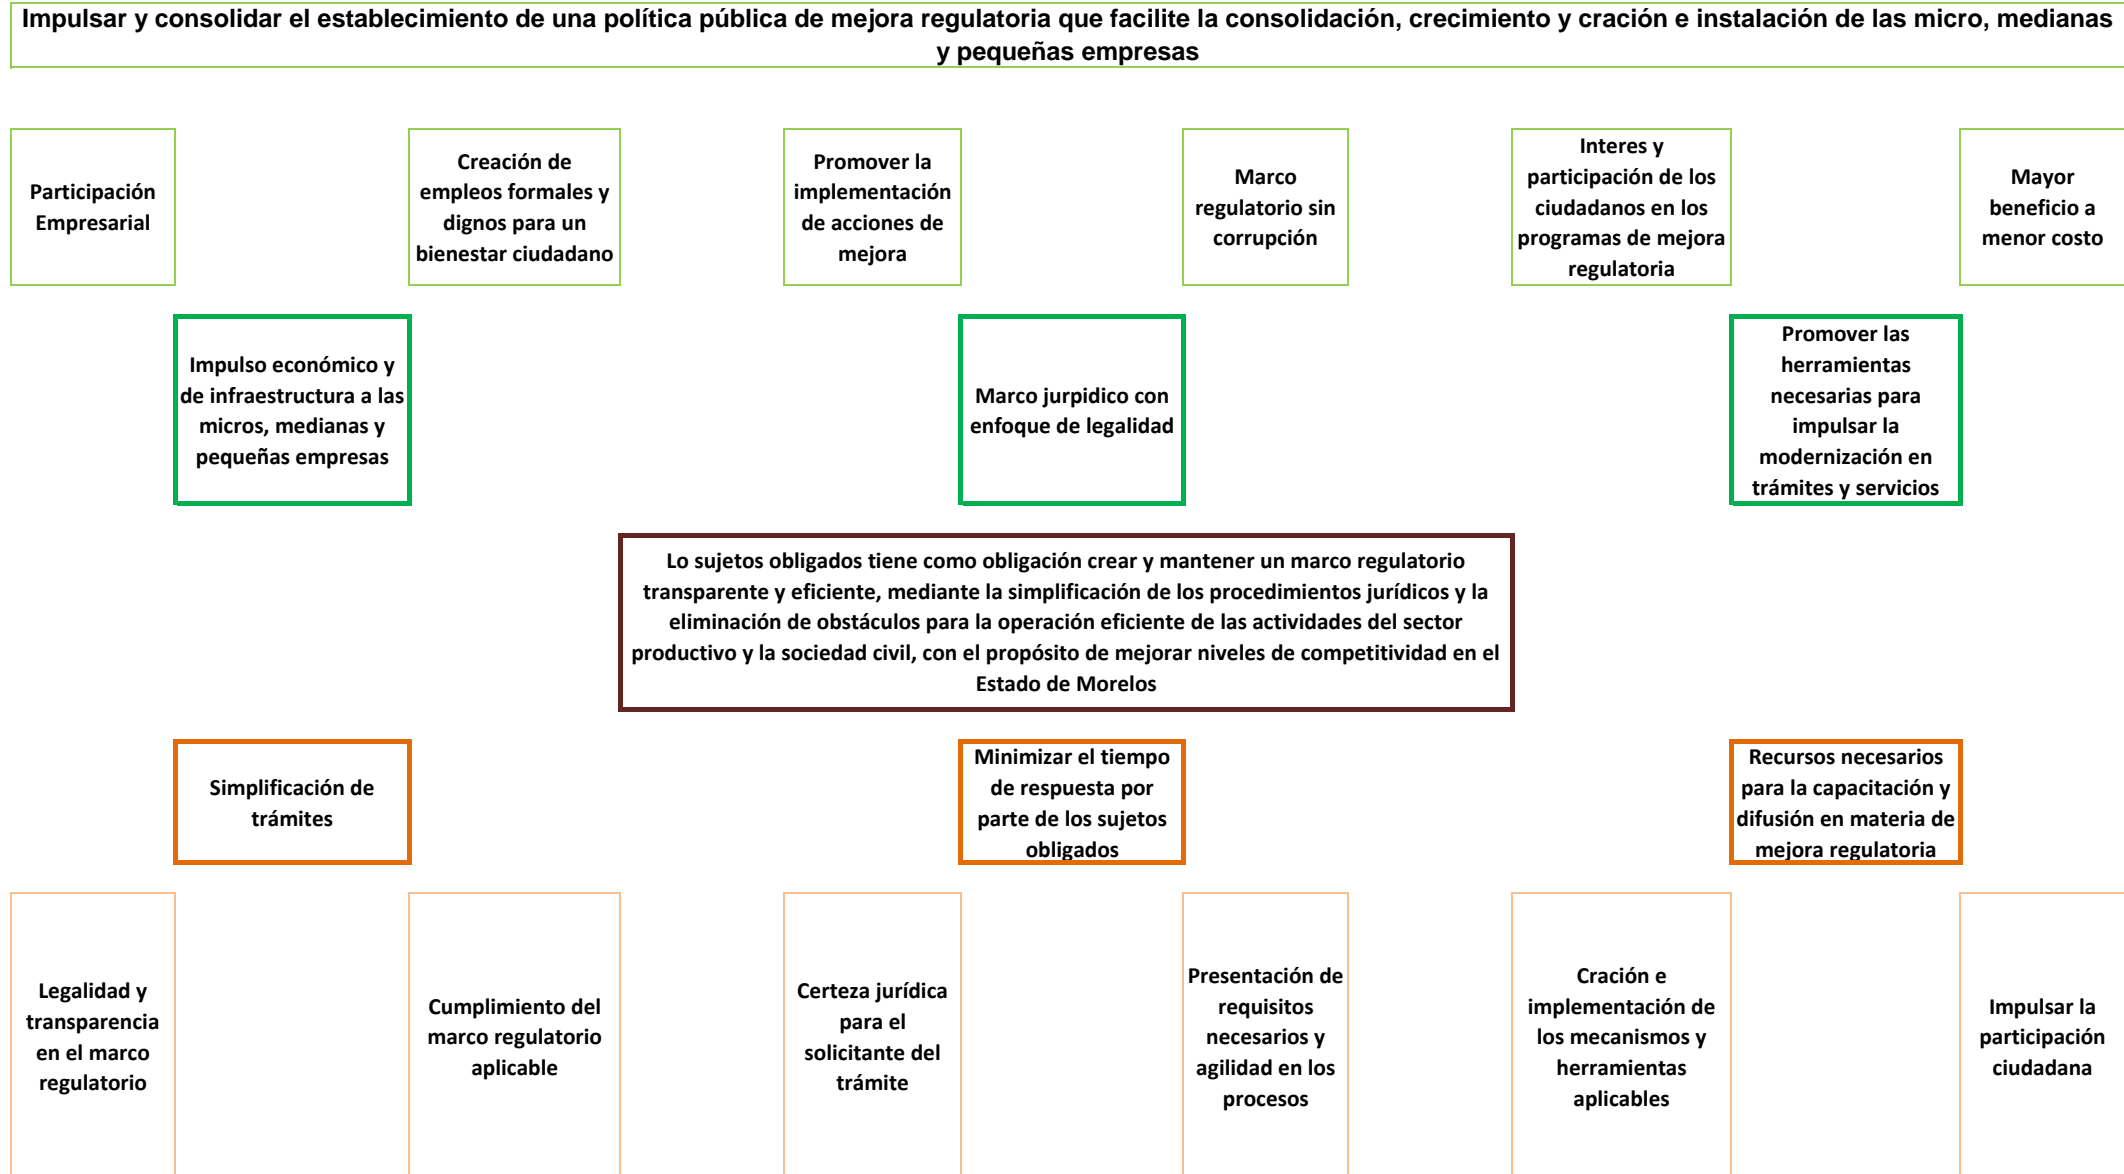 Impulsar y consolidar el establecimiento de una política pública de mejora regulatoria que facilite la consolidación, crecimiento y cración e instalación de las micro, medianas
y pequeñas empresas
Participación
Empresarial
Creación de
empleos formales y
dignos para un
bienestar ciudadano
Promover la
implementación
de acciones de
mejora
Marco
regulatorio sin
corrupción
Interes y
participación de los
ciudadanos en los
programas de mejora
regulatoria
Mayor
beneficio a
menor costo
Impulso económico y
de infraestructura a las
micros, medianas y
pequeñas empresas
Marco jurpidico con
enfoque de legalidad
Promover las
herramientas
necesarias para
impulsar la
modernización en
trámites y servicios
Lo sujetos obligados tiene como obligación crear y mantener un marco regulatorio
transparente y eficiente, mediante la simplificación de los procedimientos jurídicos y la
eliminación de obstáculos para la operación eficiente de las actividades del sector
productivo y la sociedad civil, con el propósito de mejorar niveles de competitividad en el
Estado de Morelos
Simplificación de
trámites
Minimizar el tiempo
de respuesta por
parte de los sujetos
obligados
Recursos necesarios
para la capacitación y
difusión en materia de
mejora regulatoria
Legalidad y
transparencia
en el marco
regulatorio
Cumplimiento del
marco regulatorio
aplicable
Certeza jurídica
para el
solicitante del
trámite
Presentación de
requisitos
necesarios y
agilidad en los
procesos
Cración e
implementación de
los mecanismos y
herramientas
aplicables
Impulsar la
participación
ciudadana